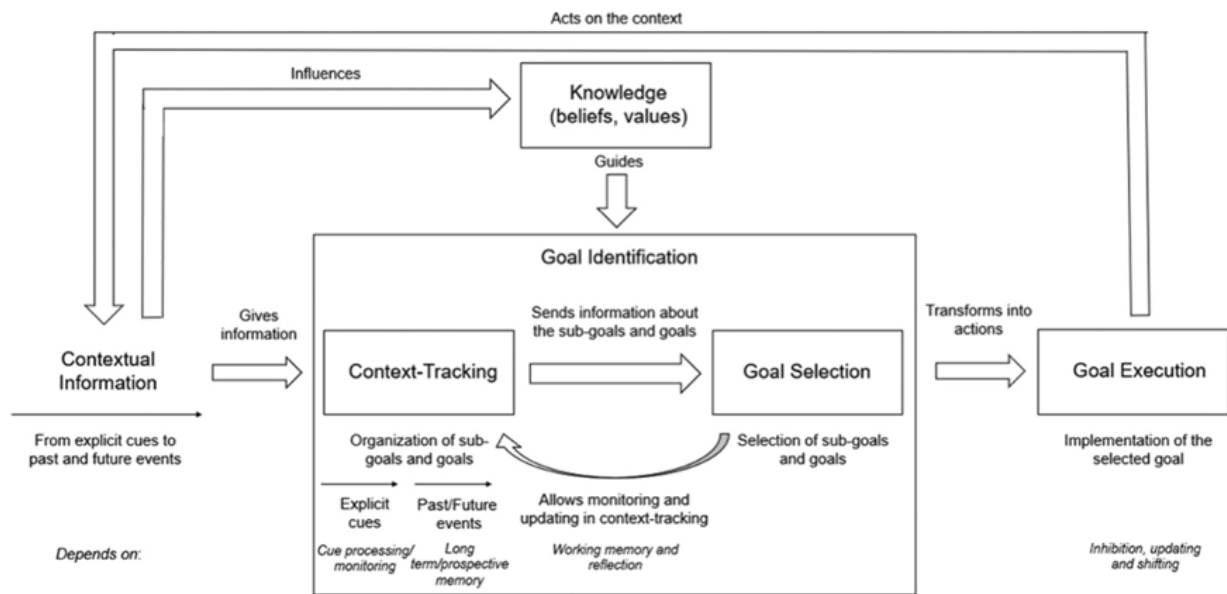 Acts on the context
Influences
Knowledge
(beliefs, values)
Guides
Goal Identification
Gives
information
Sends information about
the sub-goals and goals
Transforms into
actions
Contextual
Information
Context-Tracking
Goal Selection
Goal Execution
From explicit cues to
past and future events
Organization of sub-
goals and goals
Selection of sub-goals
and goals
Implementation of the
selected goal
Explicit
cues
Past/Future
events
Allows monitoring and
updating in context-tracking
Depends on:
Cue processing/
monitoring
Long
term/prospective
memory
Working memory and
reflection
Inhibition, updating
and shifting